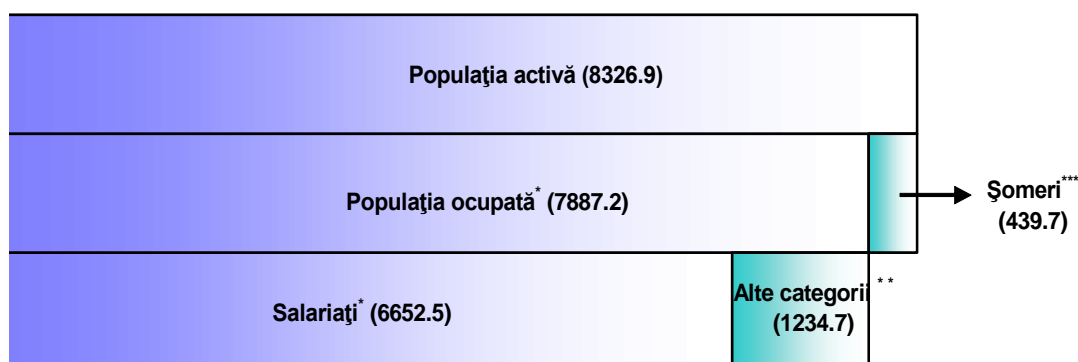 Populaţia activă (8326.9)
Populaţia ocupată* (7887.2)
Şomeri***
(439.7)
Salariaţi* (6652.5)
Alte categorii **
(1234.7)